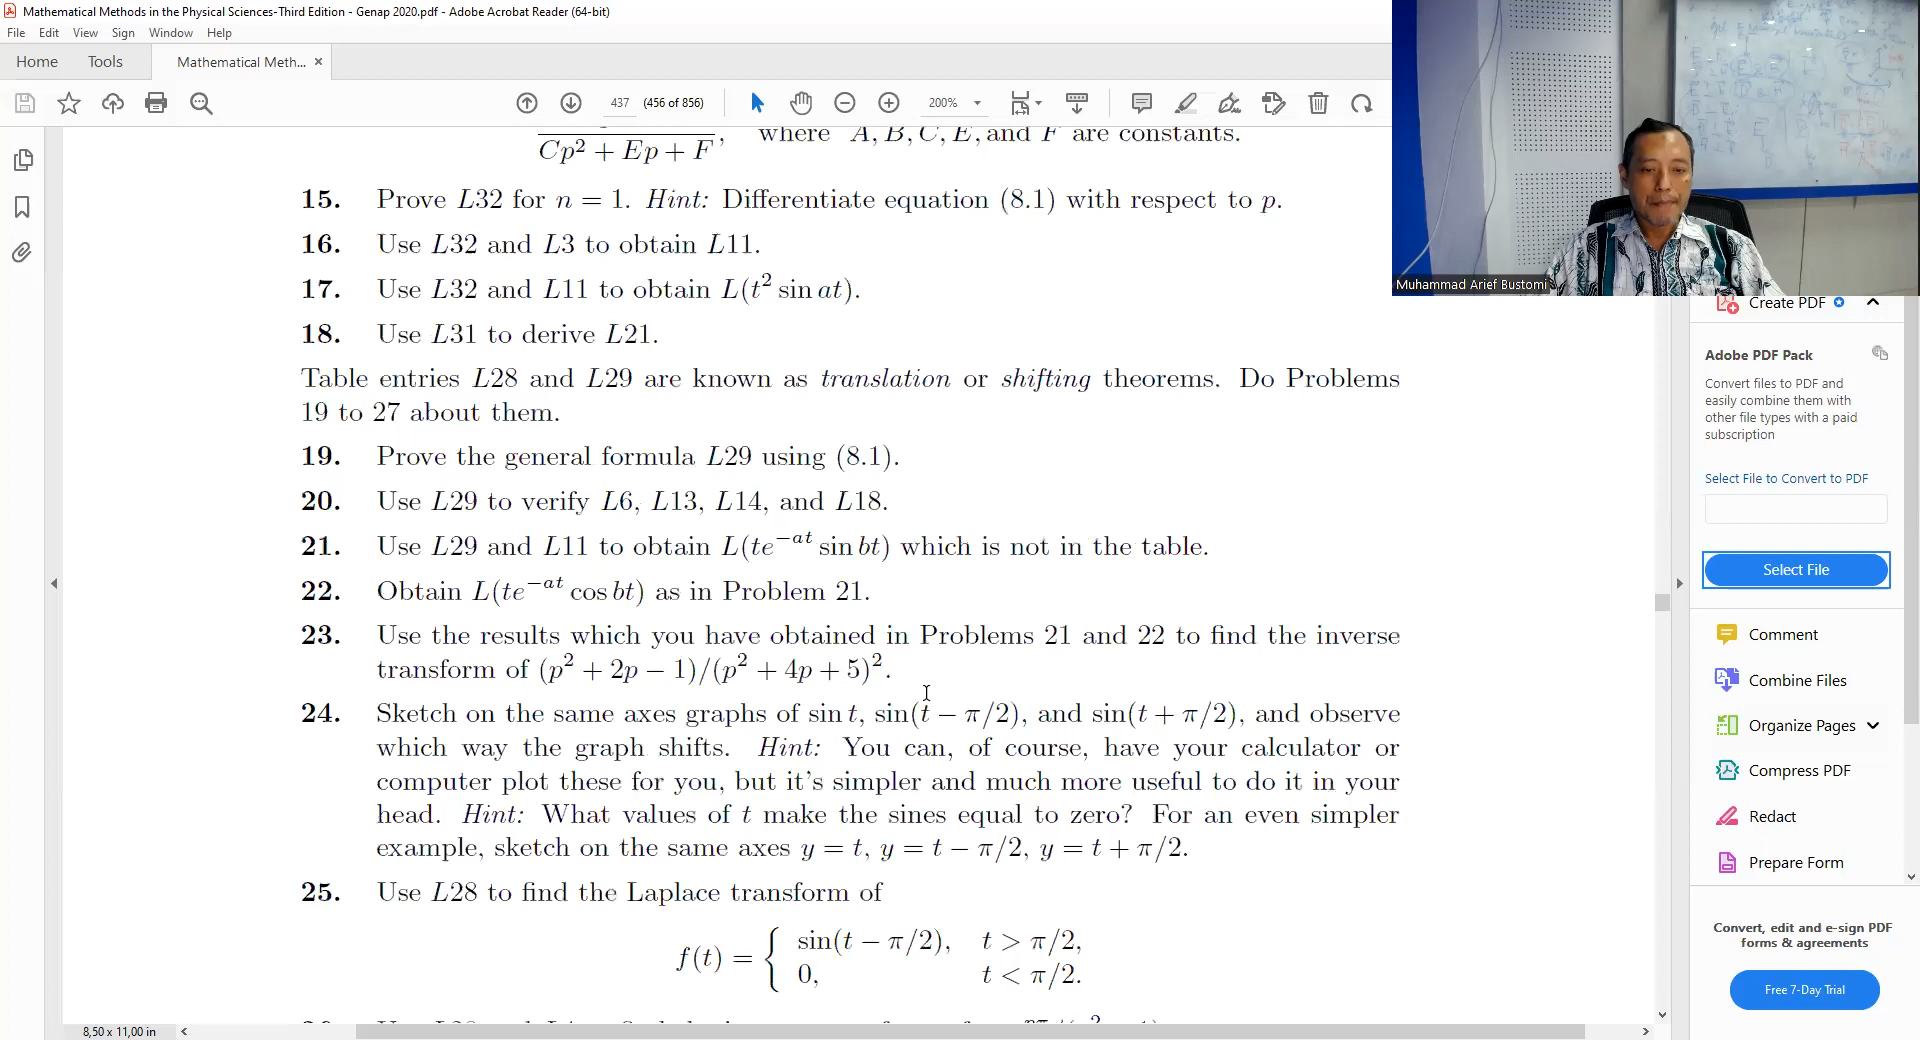 Mathematical Methods in the Physical Sciences-Third Edition - Genap 2020.pdf - Adobe Acrobat Reader (64-bit)
File Edit View Sign Window Help
Home Tools Mathematical Meth... ×
437 (456 of 856) 200%
Cp² + Ep + F, where A, B, C, E, and F are constants.
15. Prove L32 for n = 1. Hint: Differentiate equation (8.1) with respect to p.
16. Use L32 and L3 to obtain L11.
17. Use L32 and L11 to obtain L(t² sin at).
18. Use L31 to derive L21.
Table entries L28 and L29 are known as translation or shifting theorems. Do Problems
19 to 27 about them.
19. Prove the general formula L29 using (8.1).
20. Use L29 to verify L6, L13, L14, and L18.
21. Use L29 and L11 to obtain L(te⁻ᵃᵗ sin bt) which is not in the table.
22. Obtain L(te⁻ᵃᵗ cos bt) as in Problem 21.
23. Use the results which you have obtained in Problems 21 and 22 to find the inverse
transform of (p² + 2p − 1)/(p² + 4p + 5)².
24. Sketch on the same axes graphs of sin t, sin(t − π/2), and sin(t + π/2), and observe
which way the graph shifts. Hint: You can, of course, have your calculator or
computer plot these for you, but it's simpler and much more useful to do it in your
head. Hint: What values of t make the sines equal to zero? For an even simpler
example, sketch on the same axes y = t, y = t − π/2, y = t + π/2.
25. Use L28 to find the Laplace transform of
f(t) = { sin(t − π/2), t > π/2,
0, t < π/2.
8,50 x 11,00 in
Muhammad Arief Bustomi
Create PDF
Adobe PDF Pack
Convert files to PDF and
easily combine them with
other file types with a paid
subscription
Select File to Convert to PDF
Select File
Comment
Combine Files
Organize Pages
Compress PDF
Redact
Prepare Form
Convert, edit and e-sign PDF
forms & agreements
Free 7-Day Trial